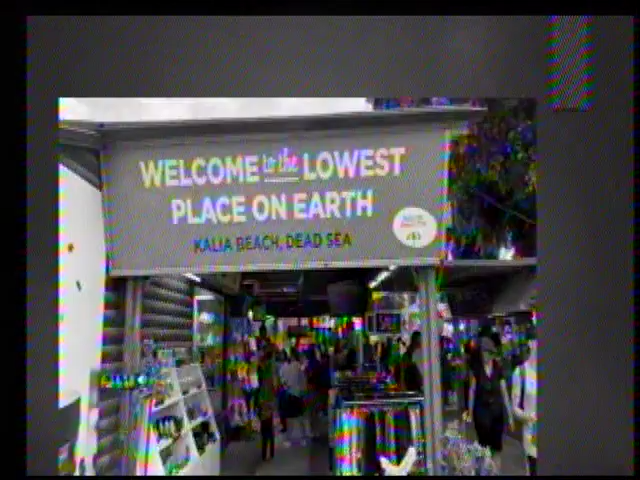 WELCOME to the LOWEST
PLACE ON EARTH
KALIA BEACH, DEAD SEA